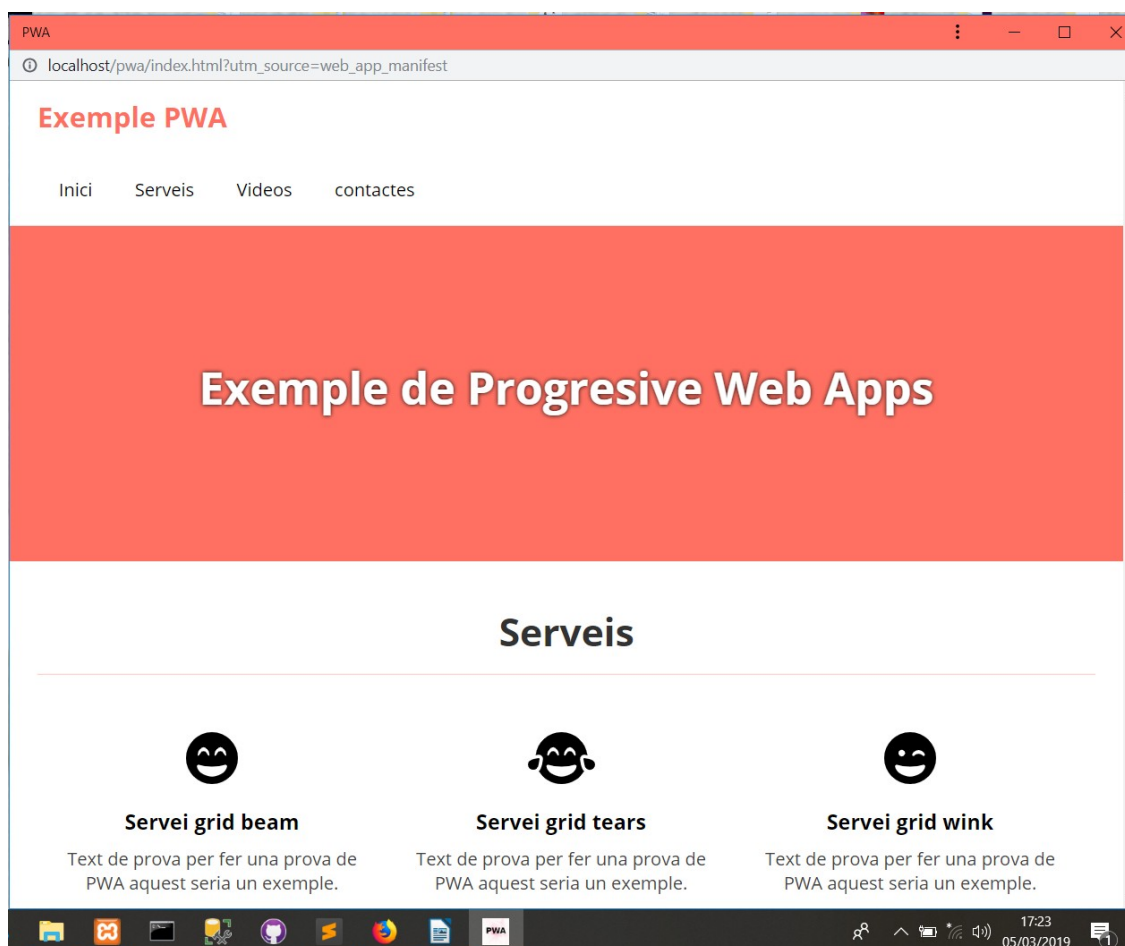 PWA
localhost/pwa/index.html?utm_source=web_app_manifest
Exemple PWA
Inici Serveis Videos contactes
Exemple de Progresive Web Apps
Serveis
Servei grid beam
Text de prova per fer una prova de
PWA aquest seria un exemple.
Servei grid tears
Text de prova per fer una prova de
PWA aquest seria un exemple.
Servei grid wink
Text de prova per fer una prova de
PWA aquest seria un exemple.
PWA
17:23
05/03/2019
1